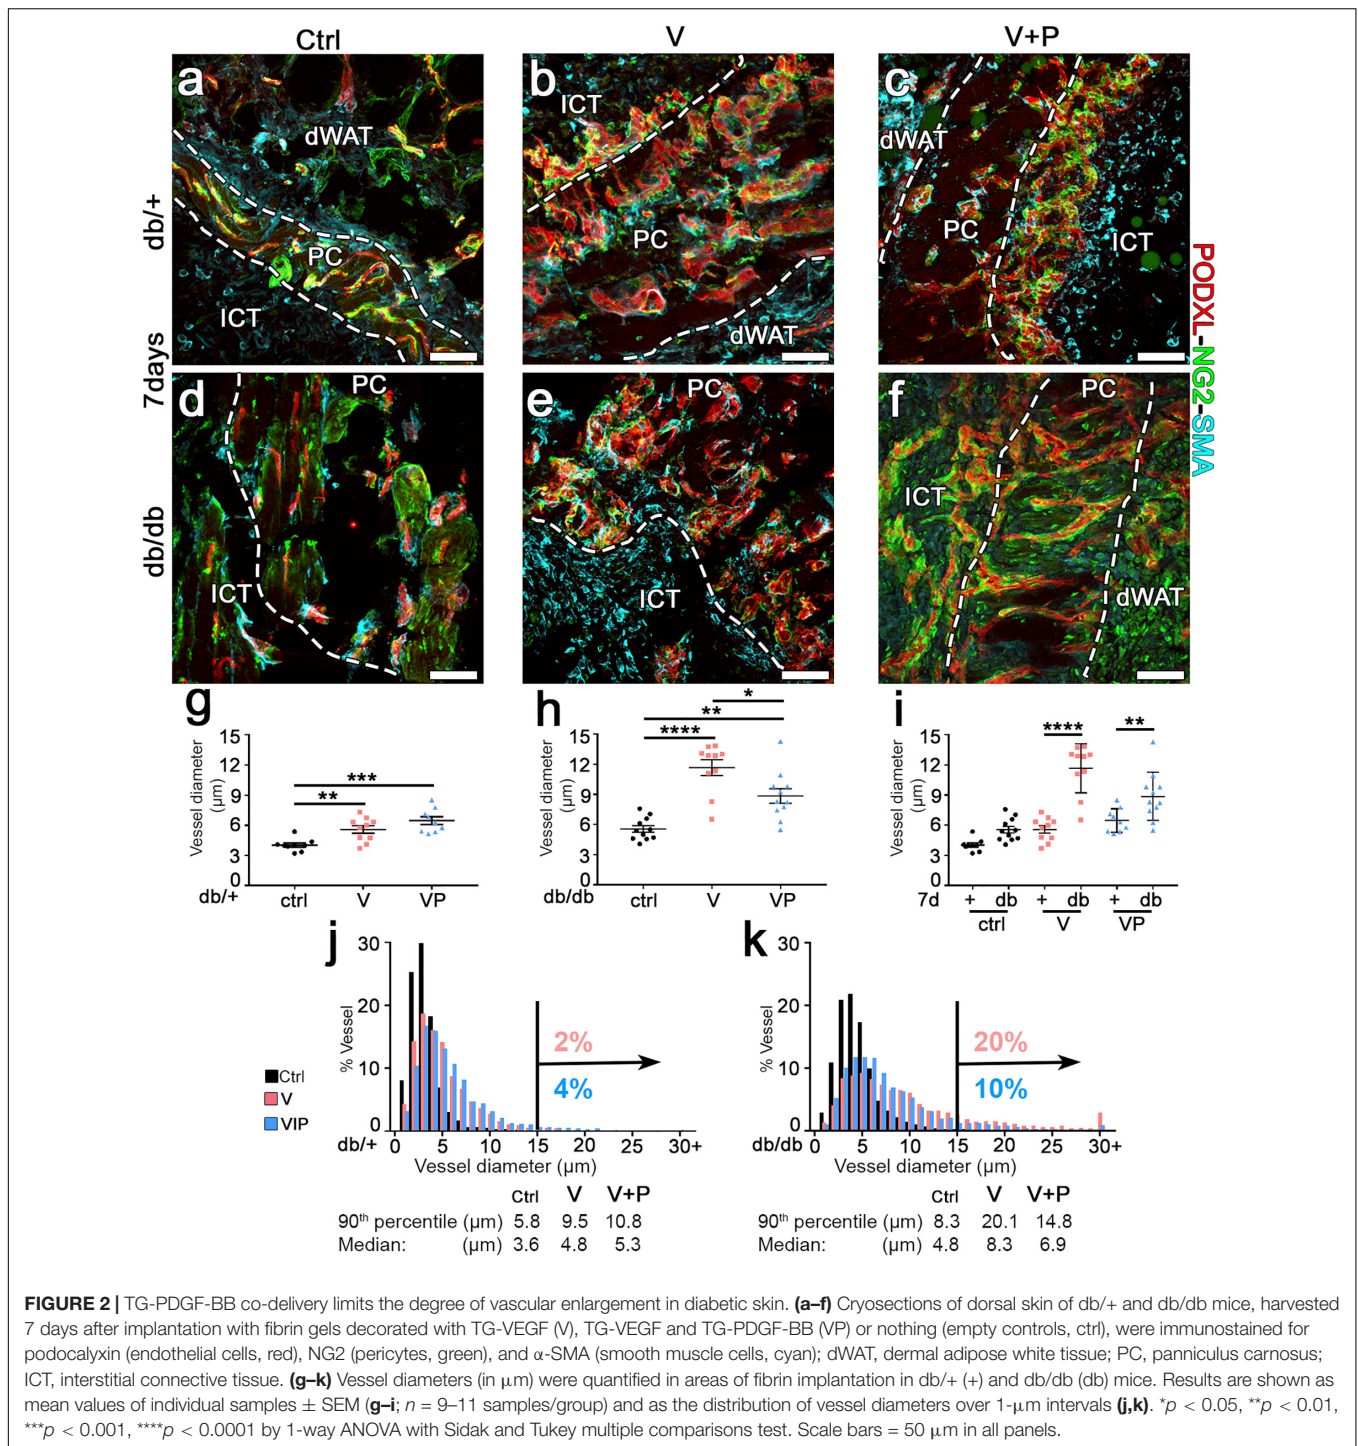 Ctrl
V
V+P
a
dWAT
PC
ICT
b
ICT
PC
dWAT
c
dWAT
PC
ICT
db/+
7days
db/db
PODXL-NG2-SMA
d
PC
ICT
e
PC
ICT
f
PC
ICT
dWAT
g
***
**
Vessel diameter
(µm)
15
12
9
6
3
0
db/+
ctrl
V
VP
h
*
**
****
Vessel diameter
(µm)
15
12
9
6
3
0
db/db
ctrl
V
VP
i
****
**
Vessel diameter
(µm)
15
12
9
6
3
0
7d
+ db + db + db
ctrl V VP
j
% Vessel
30
20
10
0
2%
4%
Ctrl
V
VIP
db/+
0 5 10 15 20 25 30+
Vessel diameter (µm)
Ctrl V V+P
90th percentile (µm) 5.8 9.5 10.8
Median: (µm) 3.6 4.8 5.3
k
% Vessel
30
20
10
0
20%
10%
db/db
0 5 10 15 20 25 30+
Vessel diameter (µm)
Ctrl V V+P
90th percentile (µm) 8.3 20.1 14.8
Median: (µm) 4.8 8.3 6.9
FIGURE 2 | TG-PDGF-BB co-delivery limits the degree of vascular enlargement in diabetic skin. (a–f) Cryosections of dorsal skin of db/+ and db/db mice, harvested
7 days after implantation with fibrin gels decorated with TG-VEGF (V), TG-VEGF and TG-PDGF-BB (VP) or nothing (empty controls, ctrl), were immunostained for
podocalyxin (endothelial cells, red), NG2 (pericytes, green), and α-SMA (smooth muscle cells, cyan); dWAT, dermal adipose white tissue; PC, panniculus carnosus;
ICT, interstitial connective tissue. (g–k) Vessel diameters (in µm) were quantified in areas of fibrin implantation in db/+ (+) and db/db (db) mice. Results are shown as
mean values of individual samples ± SEM (g–i; n = 9–11 samples/group) and as the distribution of vessel diameters over 1-µm intervals (j,k). *p < 0.05, **p < 0.01,
***p < 0.001, ****p < 0.0001 by 1-way ANOVA with Sidak and Tukey multiple comparisons test. Scale bars = 50 µm in all panels.